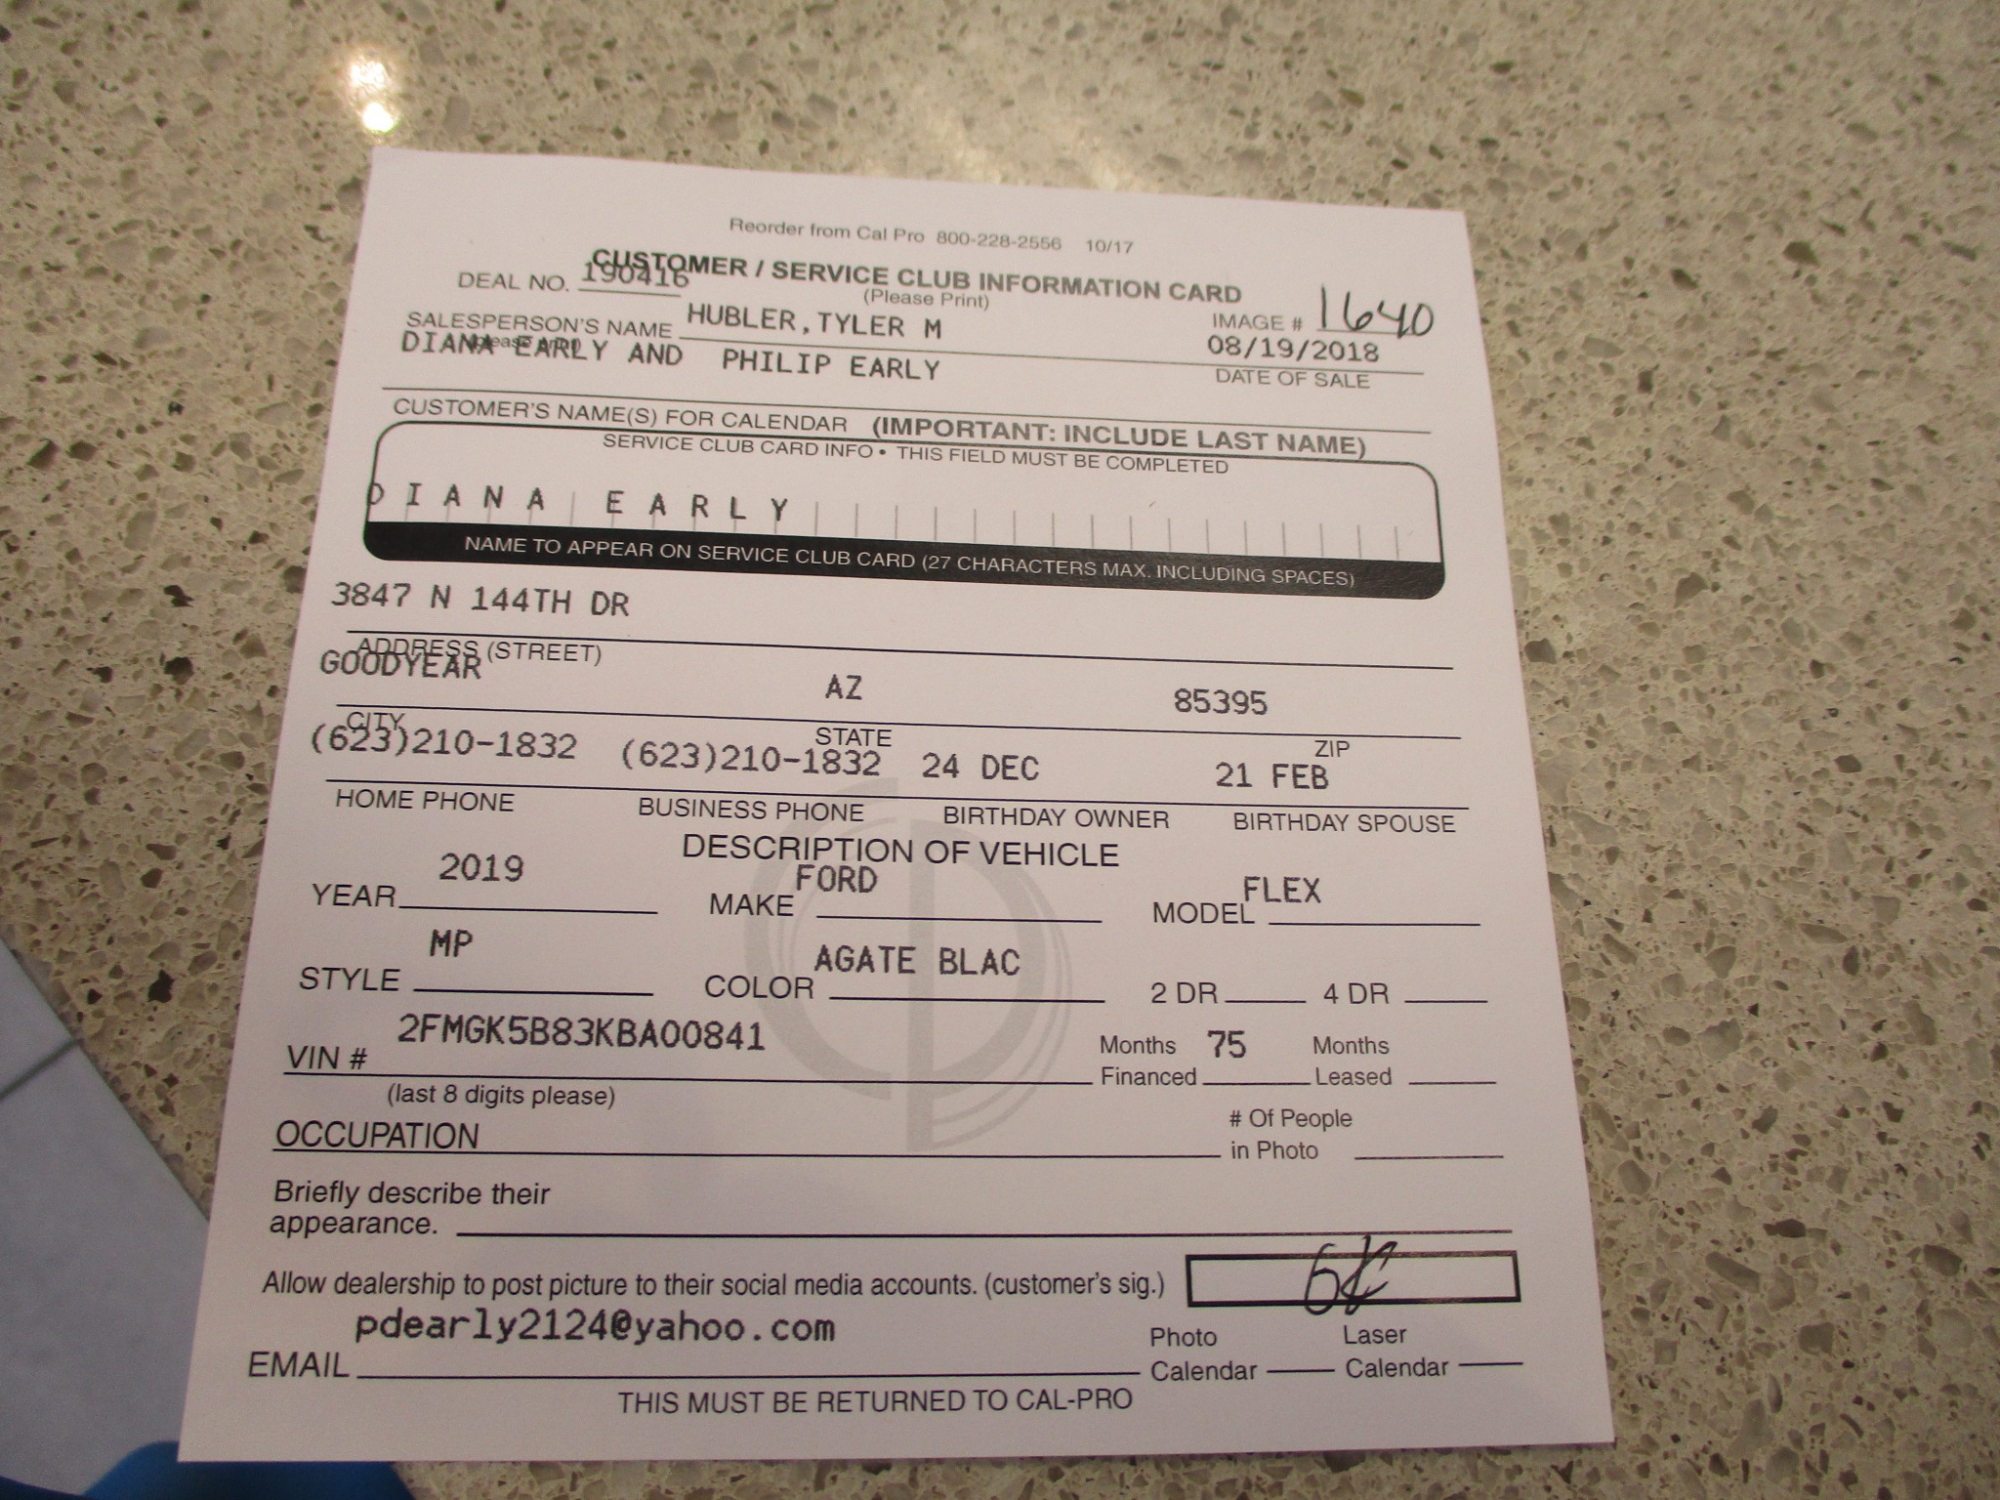 Reorder from Cal Pro 800-228-2556 10/17
CUSTOMER / SERVICE CLUB INFORMATION CARD
DEAL NO. 190416
(Please Print)
SALESPERSON'S NAME HUBLER,TYLER M
IMAGE # 1640
(please print)
DIANA EARLY AND PHILIP EARLY
08/19/2018
DATE OF SALE
CUSTOMER'S NAME(S) FOR CALENDAR (IMPORTANT: INCLUDE LAST NAME)
SERVICE CLUB CARD INFO • THIS FIELD MUST BE COMPLETED
DIANA EARLY
NAME TO APPEAR ON SERVICE CLUB CARD (27 CHARACTERS MAX. INCLUDING SPACES)
3847 N 144TH DR
ADDRESS (STREET)
GOODYEAR AZ 85395
CITY STATE ZIP
(623)210-1832 (623)210-1832 24 DEC 21 FEB
HOME PHONE BUSINESS PHONE BIRTHDAY OWNER BIRTHDAY SPOUSE
DESCRIPTION OF VEHICLE
YEAR 2019 MAKE FORD MODEL FLEX
STYLE MP COLOR AGATE BLAC 2 DR 4 DR
VIN # 2FMGK5B83KBA00841 Months Financed 75 Months Leased
(last 8 digits please)
OCCUPATION # Of People in Photo
Briefly describe their
appearance.
Allow dealership to post picture to their social media accounts. (customer's sig.)
pdearly2124@yahoo.com
EMAIL Photo Calendar Laser Calendar
THIS MUST BE RETURNED TO CAL-PRO